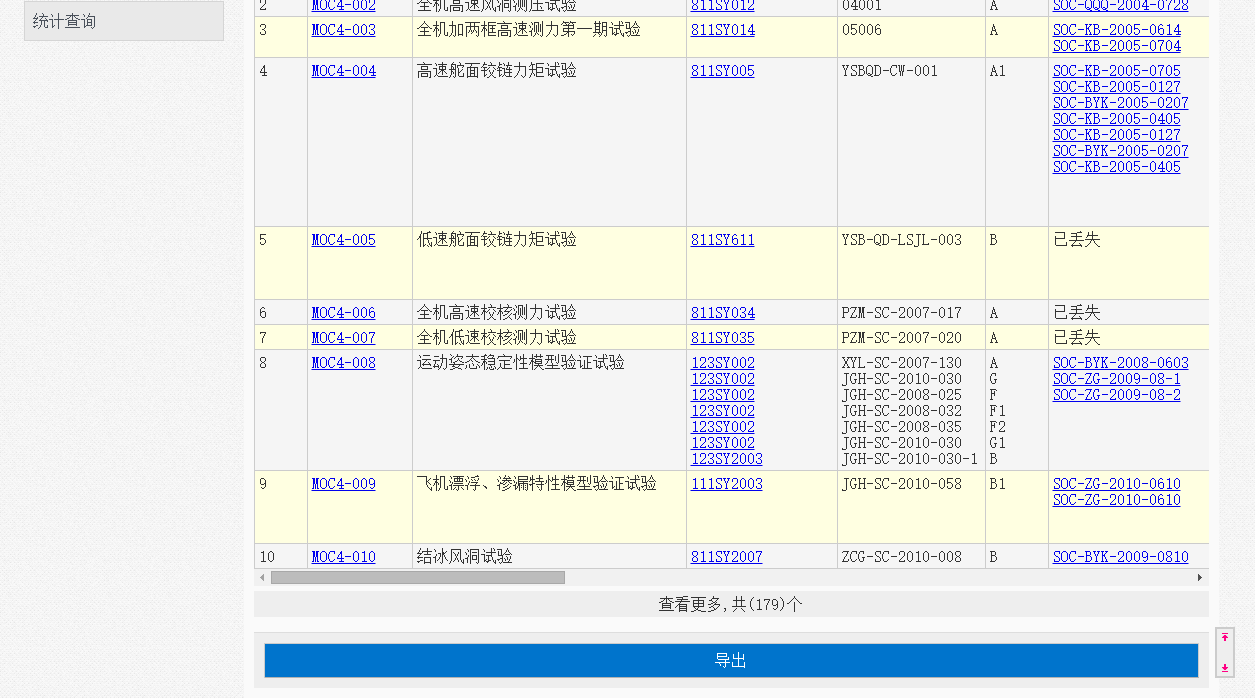 统计查询
2 MOC4-002 全机高速风洞测压试验 811SY012 04001 A SOC-QQQ-2004-0728
3 MOC4-003 全机加两框高速测力第一期试验 811SY014 05006 A SOC-KB-2005-0614
SOC-KB-2005-0704
4 MOC4-004 高速舵面铰链力矩试验 811SY005 YSBQD-CW-001 A1 SOC-KB-2005-0705
SOC-KB-2005-0127
SOC-BYK-2005-0207
SOC-KB-2005-0405
SOC-KB-2005-0127
SOC-BYK-2005-0207
SOC-KB-2005-0405
5 MOC4-005 低速舵面铰链力矩试验 811SY611 YSB-QD-LSJL-003 B 已丢失
6 MOC4-006 全机高速校核测力试验 811SY034 PZM-SC-2007-017 A 已丢失
7 MOC4-007 全机低速校核测力试验 811SY035 PZM-SC-2007-020 A 已丢失
8 MOC4-008 运动姿态稳定性模型验证试验 123SY002 XYL-SC-2007-130 A SOC-BYK-2008-0603
123SY002 JGH-SC-2010-030 G SOC-ZG-2009-08-1
123SY002 JGH-SC-2008-025 F SOC-ZG-2009-08-2
123SY002 JGH-SC-2008-032 F1
123SY002 JGH-SC-2008-035 F2
123SY002 JGH-SC-2010-030 G1
123SY2003 JGH-SC-2010-030-1 B
9 MOC4-009 飞机漂浮、渗漏特性模型验证试验 111SY2003 JGH-SC-2010-058 B1 SOC-ZG-2010-0610
SOC-ZG-2010-0610
10 MOC4-010 结冰风洞试验 811SY2007 ZCG-SC-2010-008 B SOC-BYK-2009-0810
查看更多,共(179)个
导出